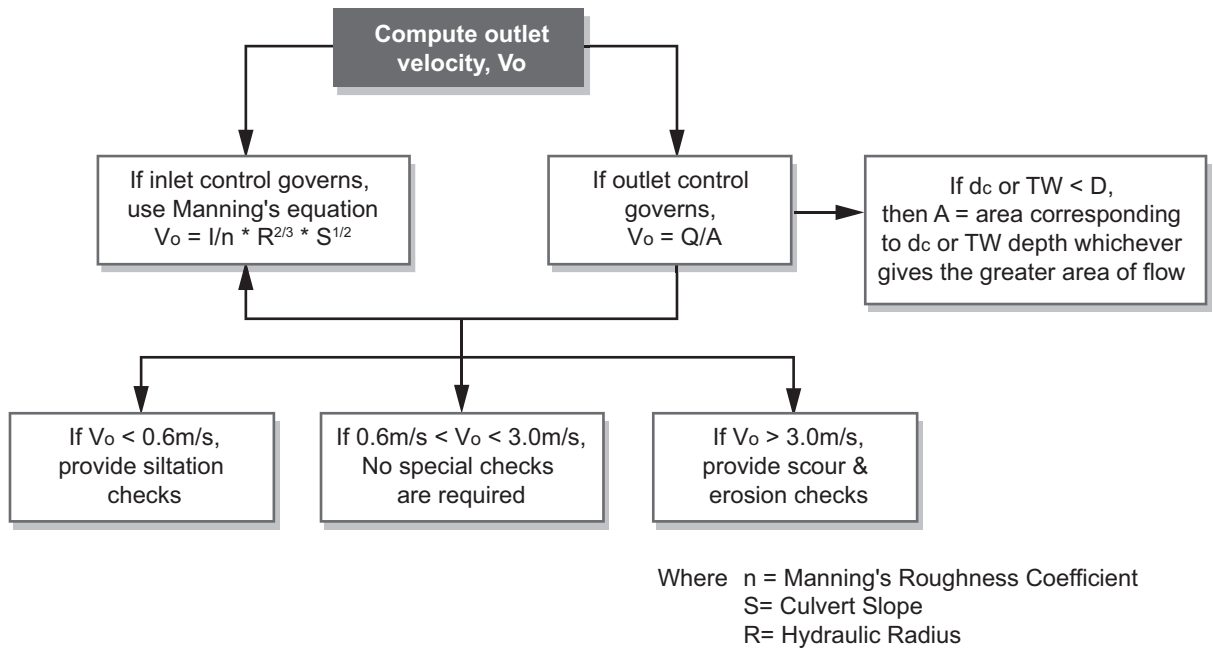 Compute outlet
velocity, Vo
If inlet control governs,
use Manning's equation
Vo = I/n * R2/3 * S1/2
If outlet control
governs,
Vo = Q/A
If dc or TW < D,
then A = area corresponding
to dc or TW depth whichever
gives the greater area of flow
If Vo < 0.6m/s,
provide siltation
checks
If 0.6m/s < Vo < 3.0m/s,
No special checks
are required
If Vo > 3.0m/s,
provide scour &
erosion checks
Where n = Manning's Roughness Coefficient
S= Culvert Slope
R= Hydraulic Radius